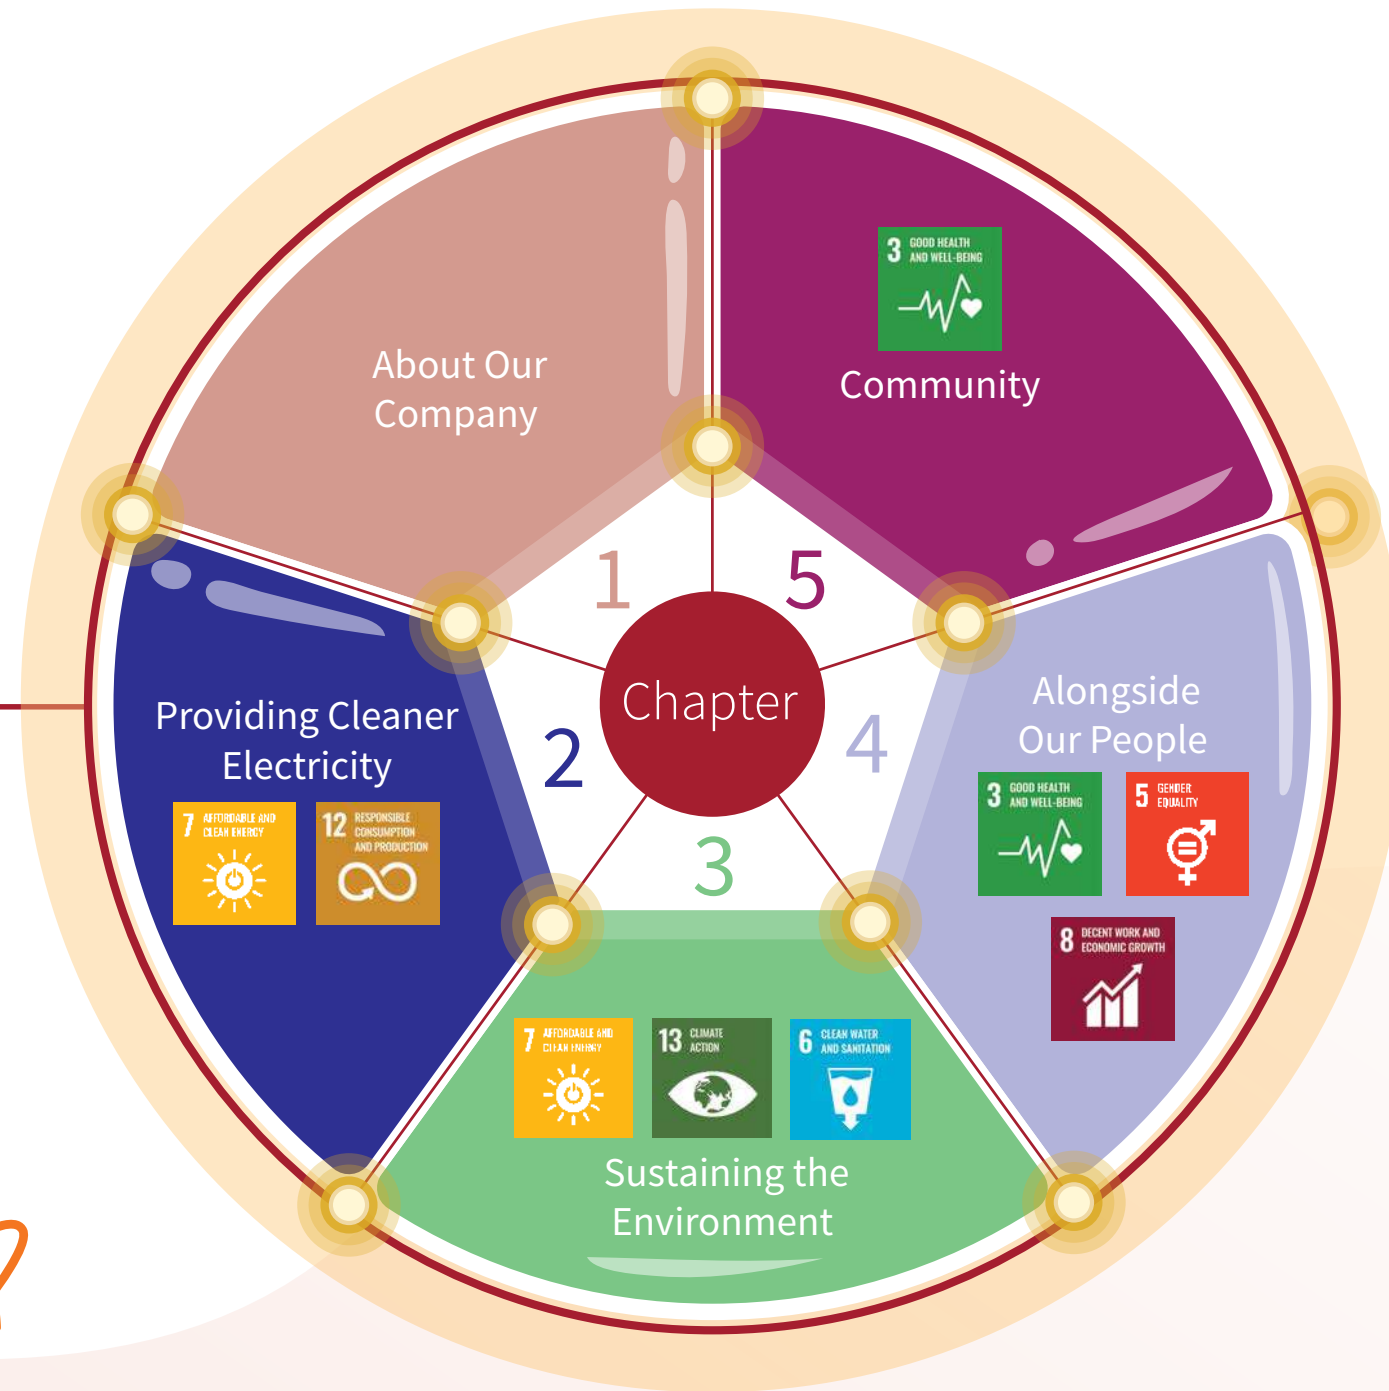 About Our
Company
3 GOOD HEALTH
AND WELL-BEING
Community
1
5
Chapter
2
4
3
Providing Cleaner
Electricity
7 AFFORDABLE AND
CLEAN ENERGY
12 RESPONSIBLE
CONSUMPTION
AND PRODUCTION
Alongside
Our People
3 GOOD HEALTH
AND WELL-BEING
5 GENDER
EQUALITY
8 DECENT WORK AND
ECONOMIC GROWTH
7 AFFORDABLE AND
CLEAN ENERGY
13 CLIMATE
ACTION
6 CLEAN WATER
AND SANITATION
Sustaining the
Environment